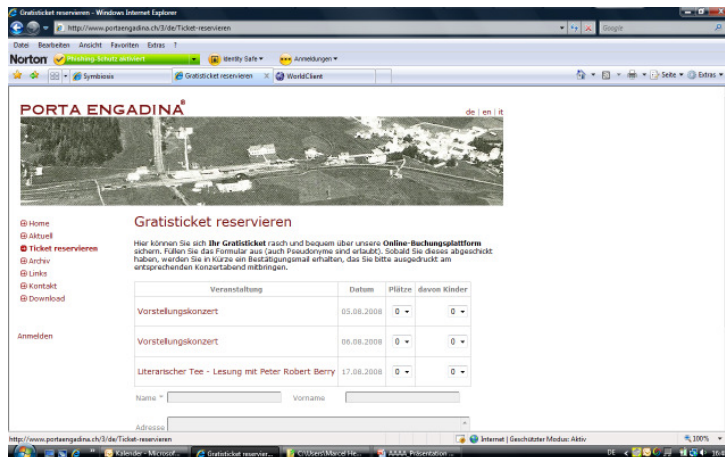 Gratisticket reservieren - Windows Internet Explorer
http://www.portaengadina.ch/3/de/Ticket-reservieren
Google
Datei Bearbeiten Ansicht Favoriten Extras ?
Norton Phishing-Schutz aktiviert Identity Safe Anmeldungen
Symbiosis Gratisticket reservieren X WorldClient Seite Extras
PORTA ENGADINA®
de | en | it
Home
Aktuell
Ticket reservieren
Archiv
Links
Kontakt
Download
Anmelden
Gratisticket reservieren
Hier können Sie sich Ihr Gratisticket rasch und bequem über unsere Online-Buchungsplattform
sichern. Füllen Sie das Formular aus (auch Pseudonyme sind erlaubt). Sobald Sie dieses abgeschickt
haben, werden Sie in Kürze ein Bestätigungsmail erhalten, das Sie bitte ausgedruckt am
entsprechenden Konzertabend mitbringen.
Veranstaltung Datum Plätze davon Kinder
Vorstellungskonzert 05.08.2008 0 0
Vorstellungskonzert 06.08.2008 0 0
Literarischer Tee - Lesung mit Peter Robert Berry 17.08.2008 0 0
Name * Vorname
Adresse
http://www.portaengadina.ch/3/de/Ticket-reservieren Internet | Geschützter Modus: Aktiv 100%
Kalender - Microsof... Gratisticket reservier... C:\Users\Marcel He... AAAA_Präsentation ... DE